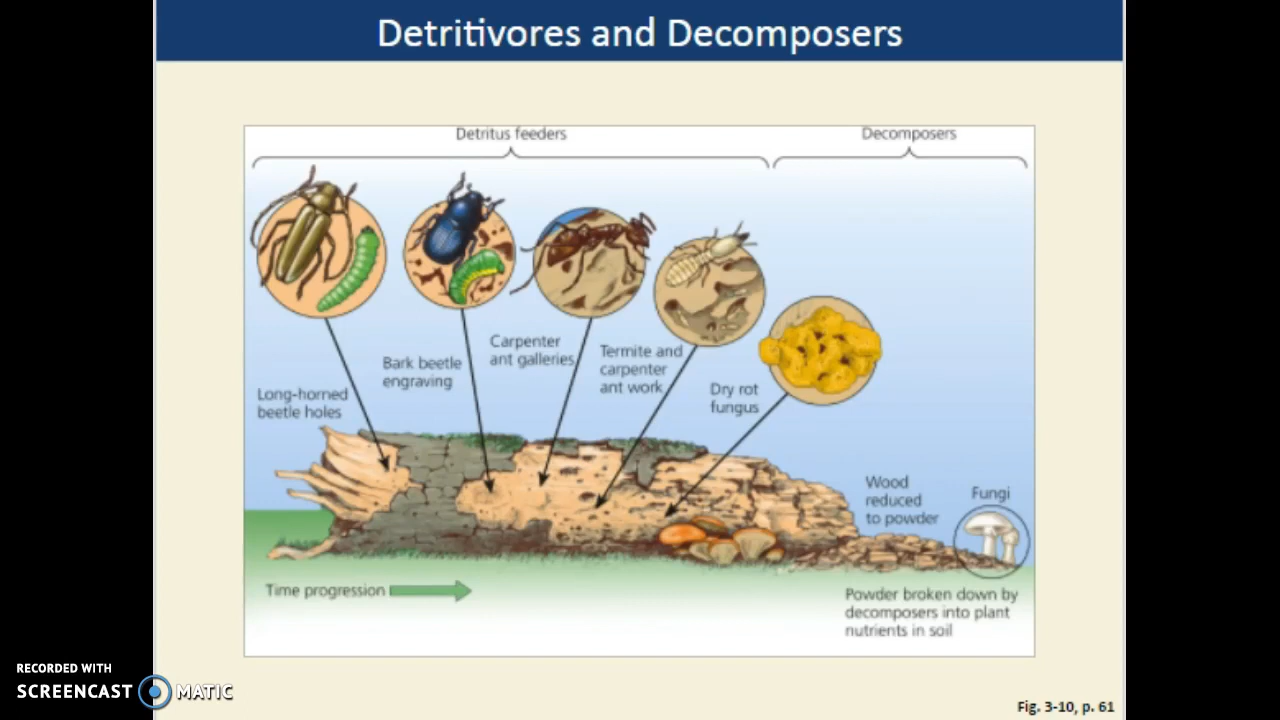 Detritivores and Decomposers
Detritus feeders
Decomposers
Long-horned
beetle holes
Bark beetle
engraving
Carpenter
ant galleries
Termite and
carpenter
ant work
Dry rot
fungus
Wood
reduced
to powder
Fungi
Time progression
Powder broken down by
decomposers into plant
nutrients in soil
RECORDED WITH
SCREENCAST MATIC
Fig. 3-10, p. 61